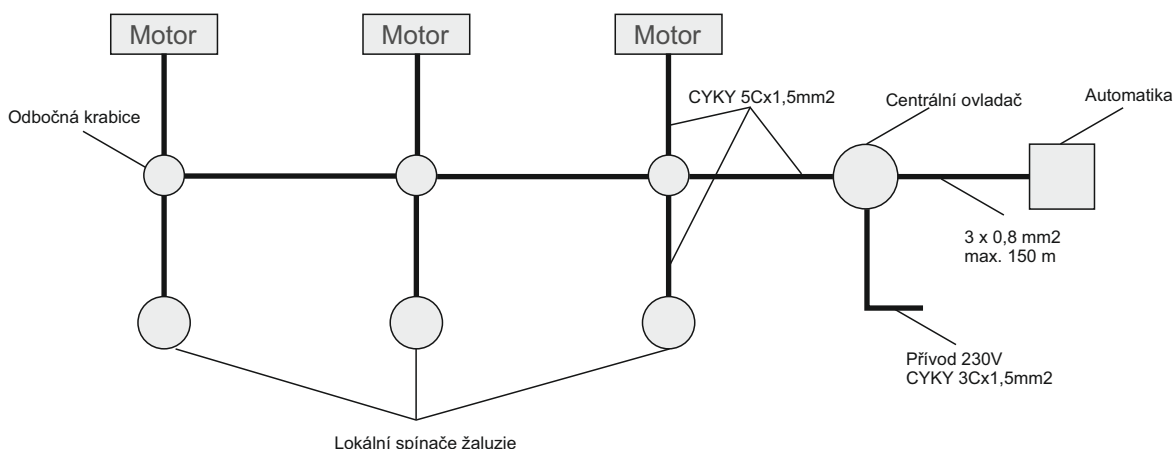 Motor
Motor
Motor
CYKY 5Cx1,5mm2
Centrální ovladač
Automatika
Odbočná krabice
3 x 0,8 mm2
max. 150 m
Přívod 230V
CYKY 3Cx1,5mm2
Lokální spínače žaluzie